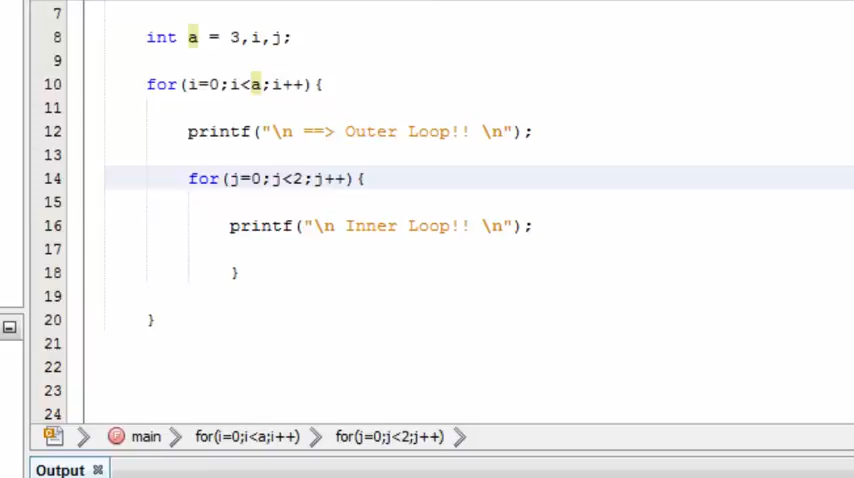 7
8 int a = 3,i,j;
9
10 for(i=0;i<a;i++){
11
12 printf("\n ==> Outer Loop!! \n");
13
14 for(j=0;j<2;j++){
15
16 printf("\n Inner Loop!! \n");
17
18 }
19
20 }
21
22
23
24
main for(i=0;i<a;i++) for(j=0;j<2;j++)
Output